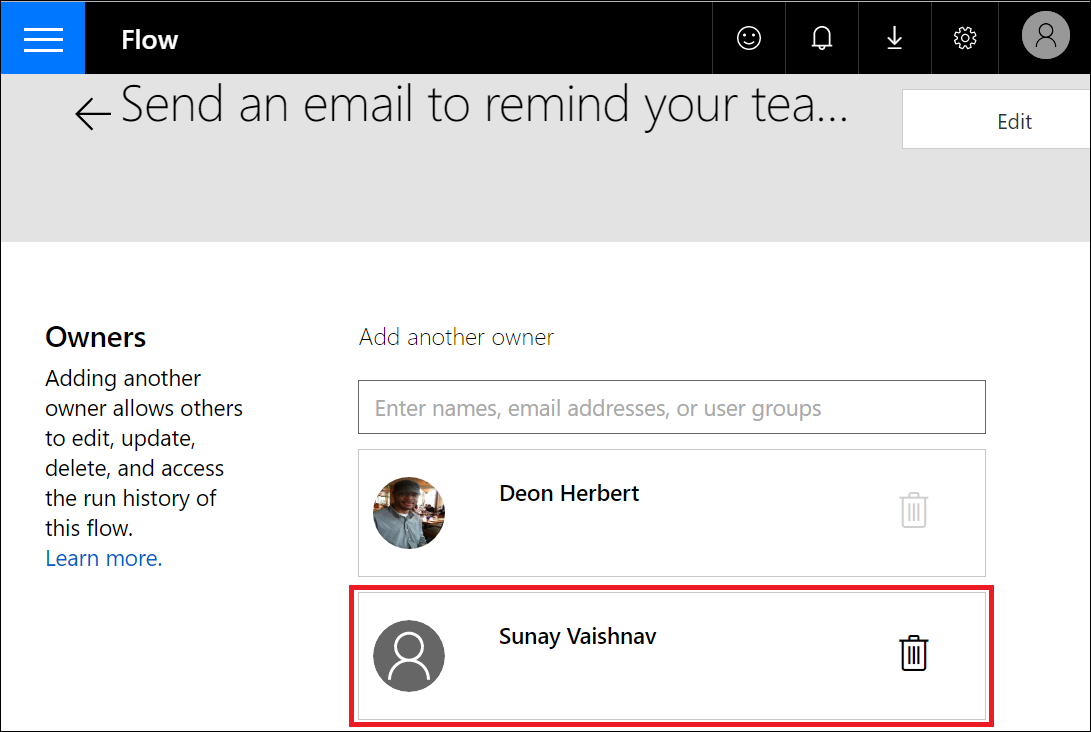 Flow
Send an email to remind your tea...
Edit
Owners
Adding another
owner allows others
to edit, update,
delete, and access
the run history of
this flow.
Learn more.
Add another owner
Enter names, email addresses, or user groups
Deon Herbert
Sunay Vaishnav